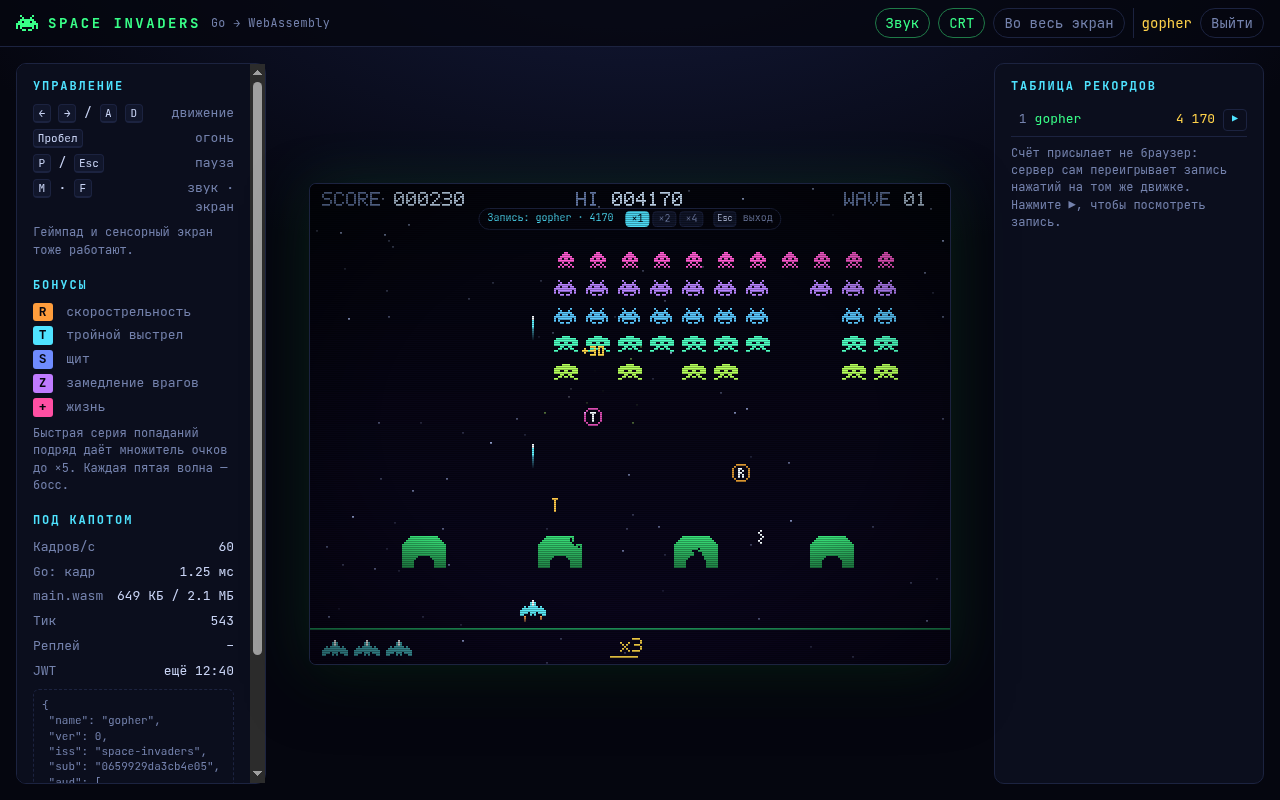 SPACE INVADERS Go → WebAssembly Звук CRT Во весь экран gopher Выйти
УПРАВЛЕНИЕ
← → / A D движение
Пробел огонь
P / Esc пауза
M · F звук ·
экран
Геймпад и сенсорный экран
тоже работают.
БОНУСЫ
R скорострельность
T тройной выстрел
S щит
Z замедление врагов
+ жизнь
Быстрая серия попаданий
подряд даёт множитель очков
до ×5. Каждая пятая волна —
босс.
ПОД КАПОТОМ
Кадров/с 60
Go: кадр 1.25 мс
main.wasm 649 КБ / 2.1 МБ
Тик 543
Реплей –
JWT ещё 12:40
{
"name": "gopher",
"ver": 0,
"iss": "space-invaders",
"sub": "0659929da3cb4e05",
"aud": [
SCORE 000230 HI 004170 WAVE 01
Запись: gopher · 4170 ×1 ×2 ×4 Esc выход
+90
T
R
×3
ТАБЛИЦА РЕКОРДОВ
1 gopher 4 170 ►
Счёт присылает не браузер:
сервер сам переигрывает запись
нажатий на том же движке.
Нажмите ►, чтобы посмотреть
запись.